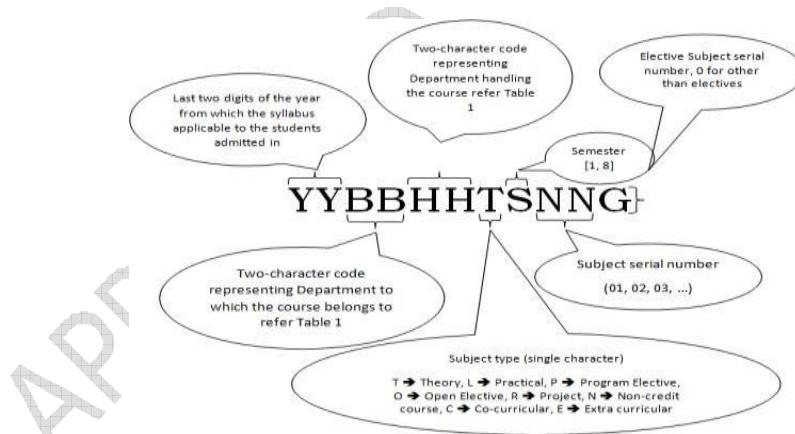 Two-character code
representing
Department handling
the course refer Table
1
Elective Subject serial
number, 0 for other
than electives
Last two digits of the year
from which the syllabus
applicable to the students
admitted in
Semester
[1, 8]
YYBBHHTSNNG
Two-character code
representing Department to
which the course belongs to
refer Table 1
Subject serial number
(01, 02, 03, ...)
Subject type (single character)
T ➔ Theory, L ➔ Practical, P ➔ Program Elective,
O ➔ Open Elective, R ➔ Project, N ➔ Non-credit
course, C ➔ Co-curricular, E ➔ Extra curricular